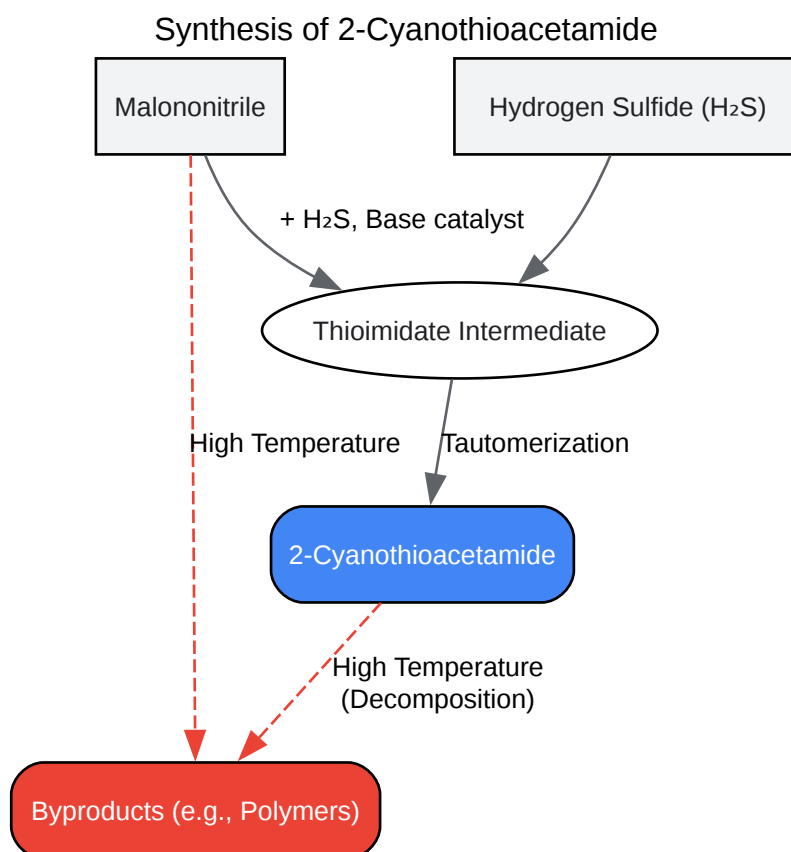 Synthesis of 2-Cyanothioacetamide
Malononitrile
Hydrogen Sulfide (H₂S)
+ H₂S, Base catalyst
Thioimidate Intermediate
High Temperature
Tautomerization
2-Cyanothioacetamide
High Temperature
(Decomposition)
Byproducts (e.g., Polymers)